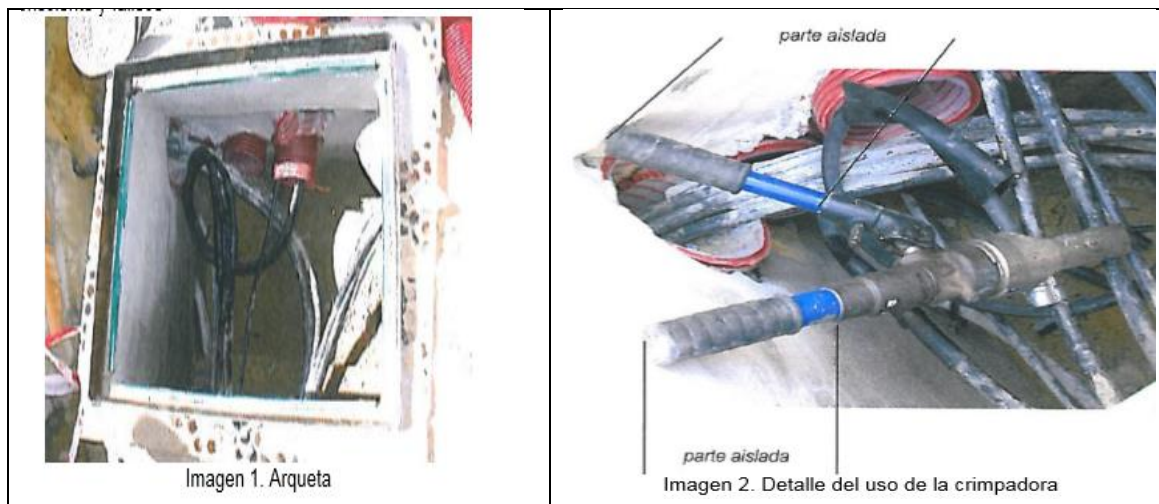 parte aislada
Imagen 1. Arqueta
parte aislada
Imagen 2. Detalle del uso de la crimpadora